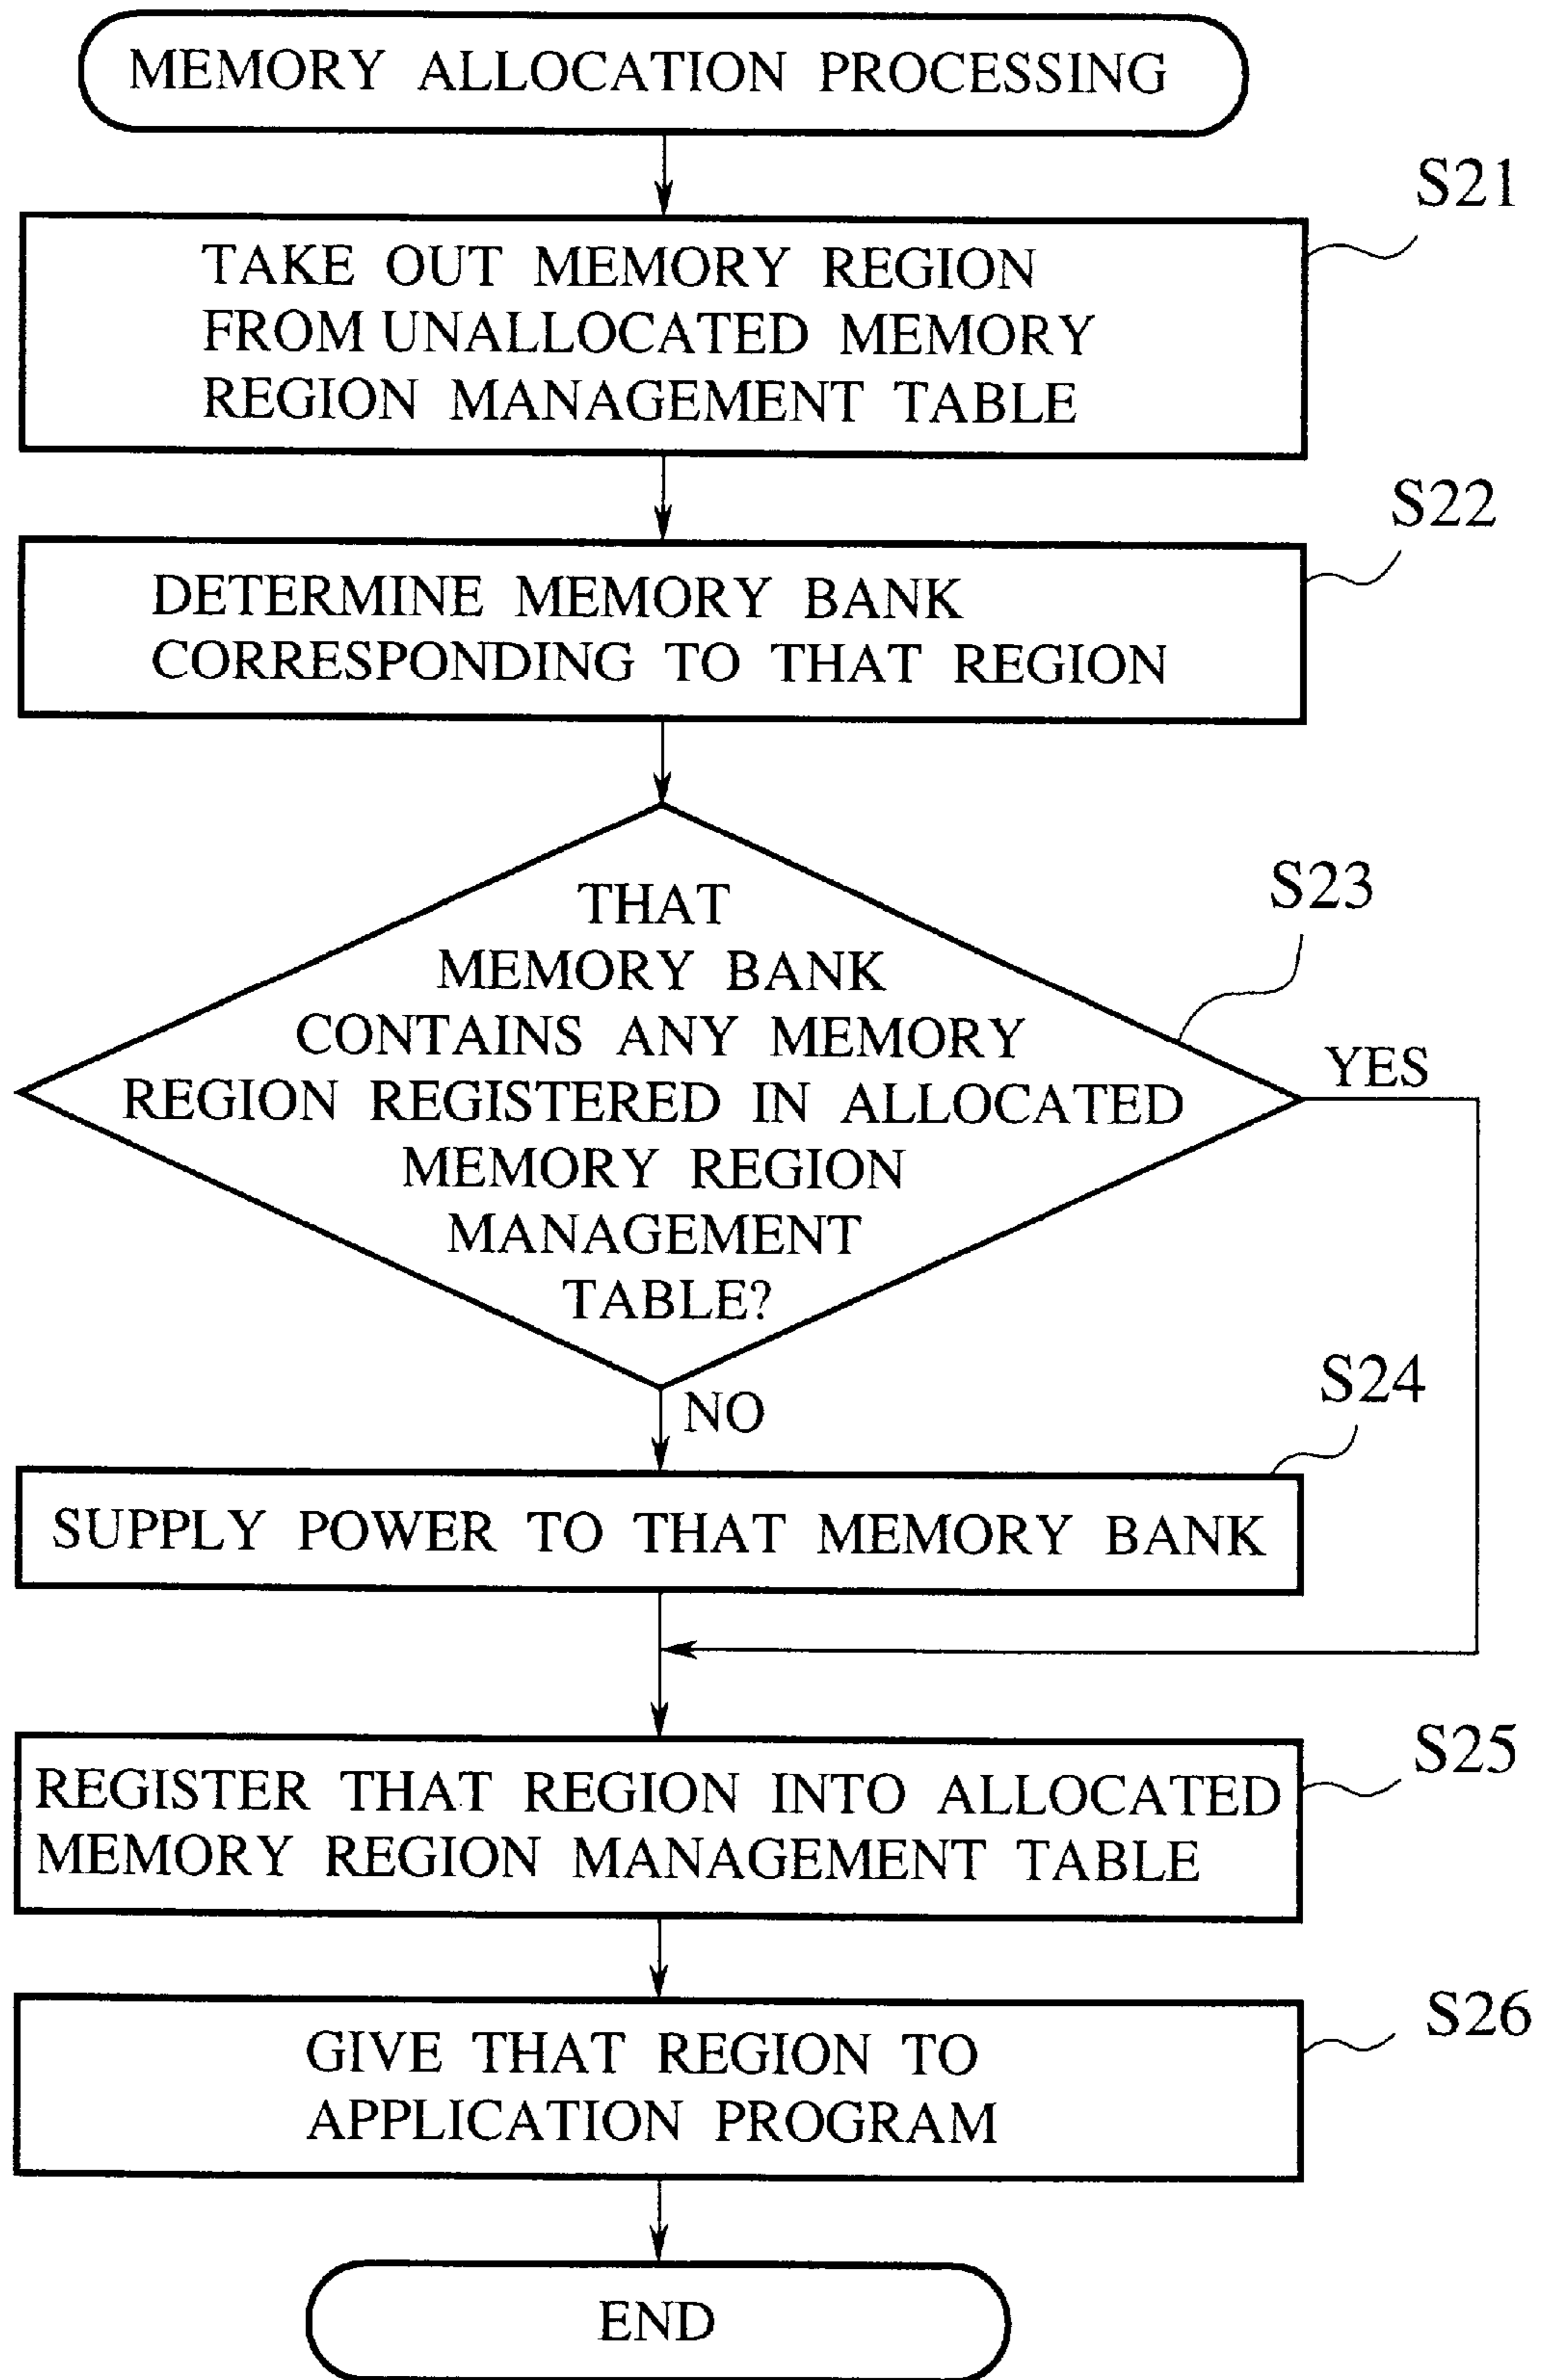 MEMORY ALLOCATION PROCESSING
S21
TAKE OUT MEMORY REGION
FROM UNALLOCATED MEMORY
REGION MANAGEMENT TABLE
S22
DETERMINE MEMORY BANK
CORRESPONDING TO THAT REGION
S23
THAT
MEMORY BANK
CONTAINS ANY MEMORY
REGION REGISTERED IN ALLOCATED
MEMORY REGION
MANAGEMENT
TABLE?
YES
NO
S24
SUPPLY POWER TO THAT MEMORY BANK
S25
REGISTER THAT REGION INTO ALLOCATED
MEMORY REGION MANAGEMENT TABLE
S26
GIVE THAT REGION TO
APPLICATION PROGRAM
END